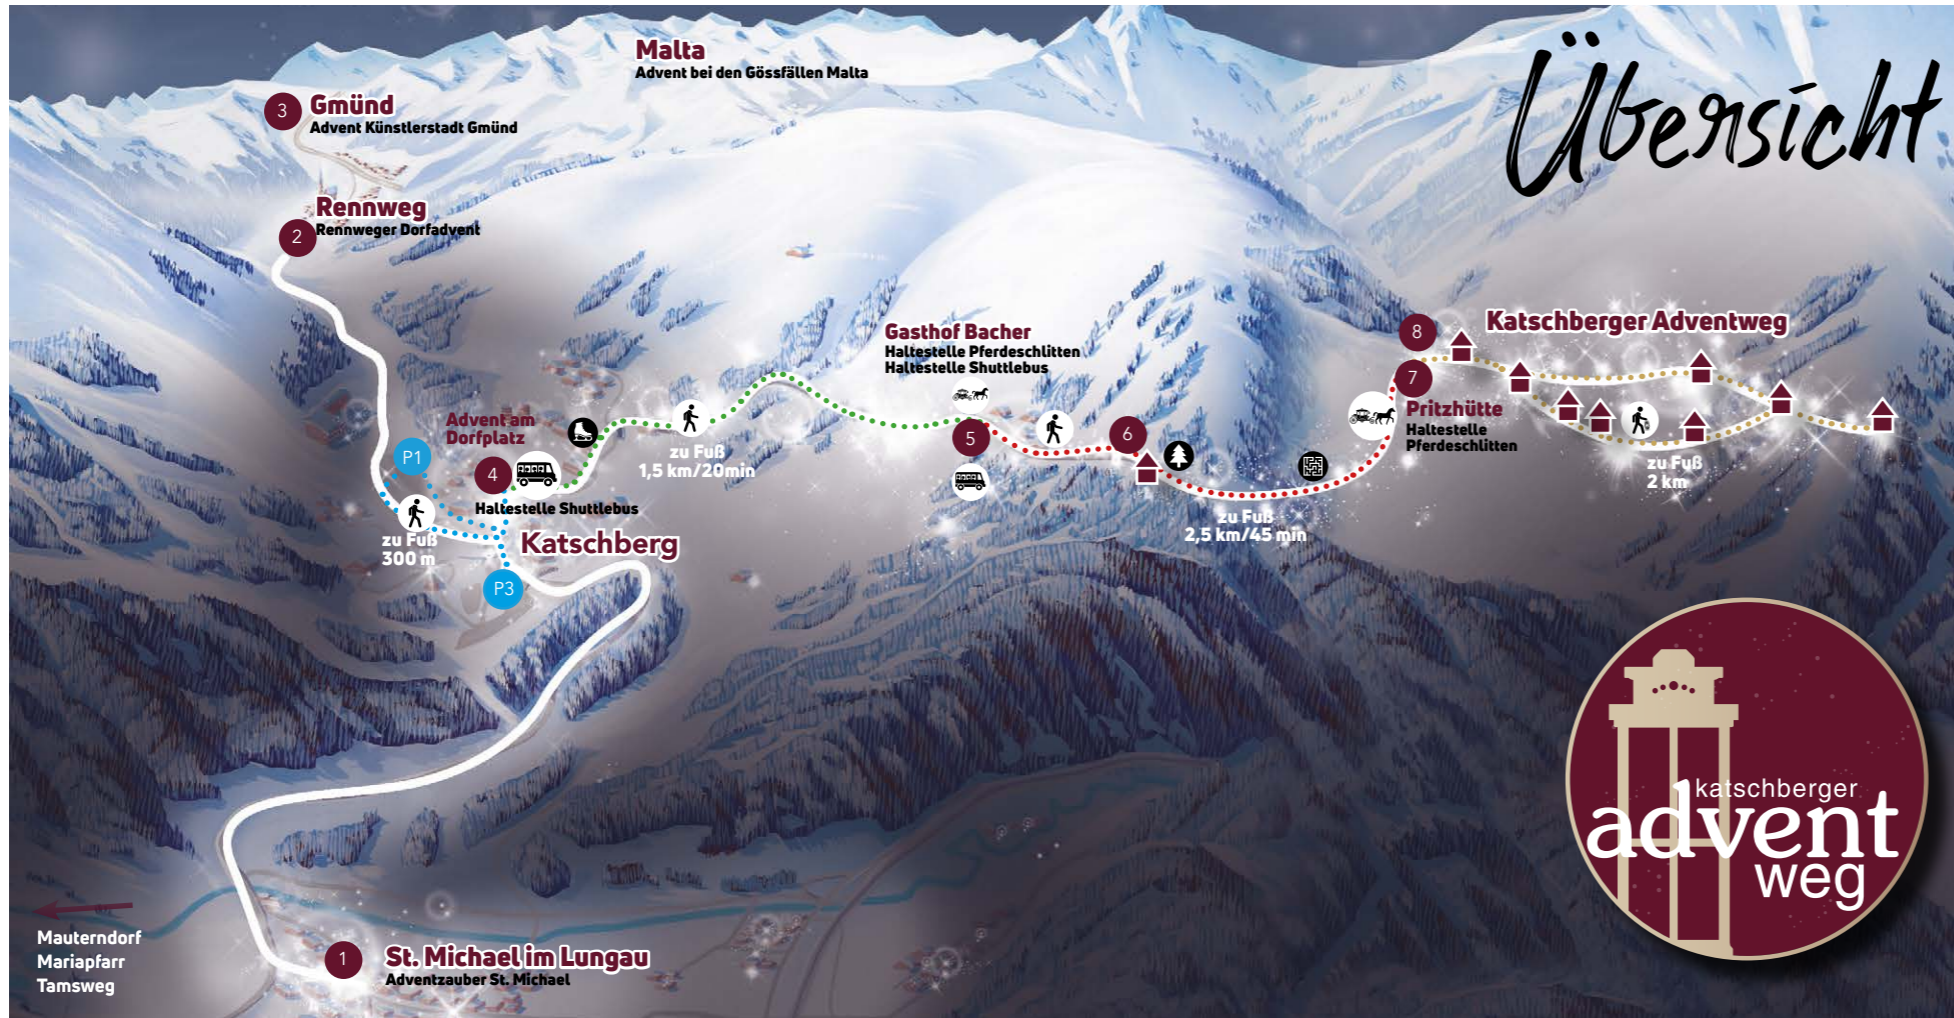 Übersicht
Malta
Advent bei den Gössfällen Malta
3
Gmünd
Advent Künstlerstadt Gmünd
2
Rennweg
Rennweger Dorfadvent
Gasthof Bacher
Haltestelle Pferdeschlitten
Haltestelle Shuttlebus
8
Katschberger Adventweg
7
Pritzhütte
Haltestelle
Pferdeschlitten
Advent am
Dorfplatz
P1
4
Haltestelle Shuttlebus
zu Fuß
1,5 km/20min
5
6
zu Fuß
2 km
zu Fuß
2,5 km/45 min
zu Fuß
300 m
Katschberg
P3
katschberger
advent
weg
Mauterndorf
Mariapfarr
Tamsweg
1
St. Michael im Lungau
Adventzauber St. Michael